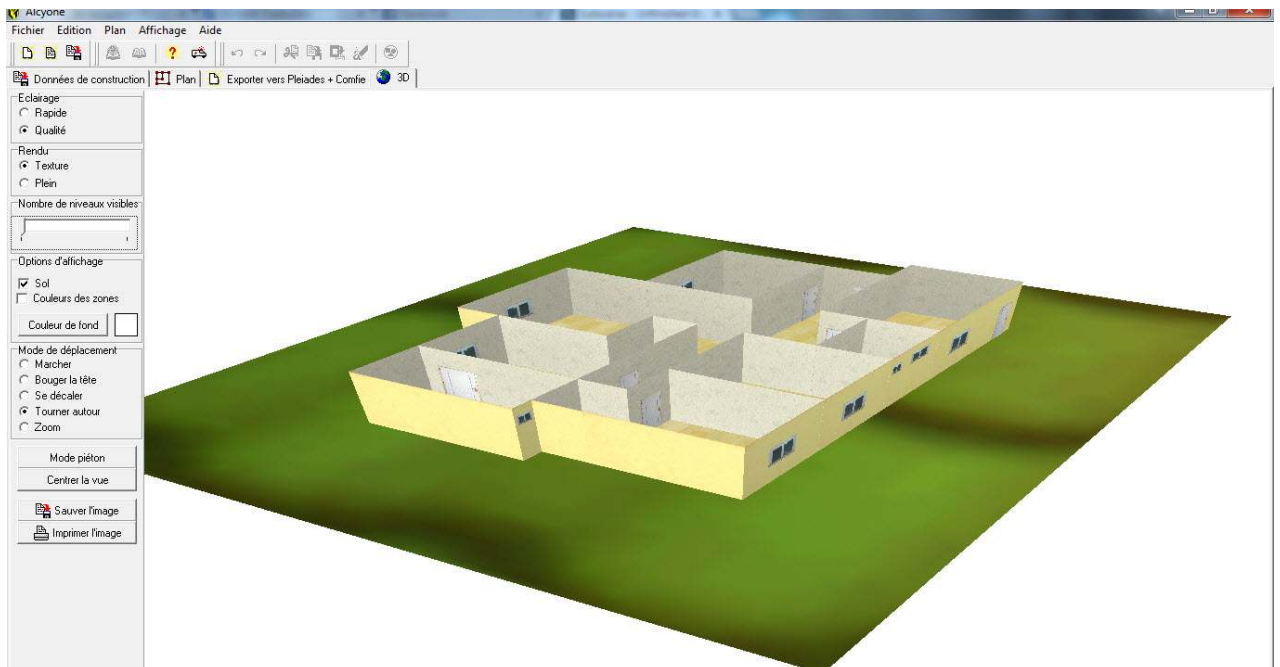 Alcyone
Fichier Edition Plan Affichage Aide
Données de construction Plan Exporter vers Pleiades + Comfie 3D
Eclairage
Rapide
Qualité
Rendu
Texture
Plein
Nombre de niveaux visibles
Options d'affichage
Sol
Couleurs des zones
Couleur de fond
Mode de déplacement
Marcher
Bouger la tête
Se décaler
Tourner autour
Zoom
Mode piéton
Centrer la vue
Sauver l'image
Imprimer l'image